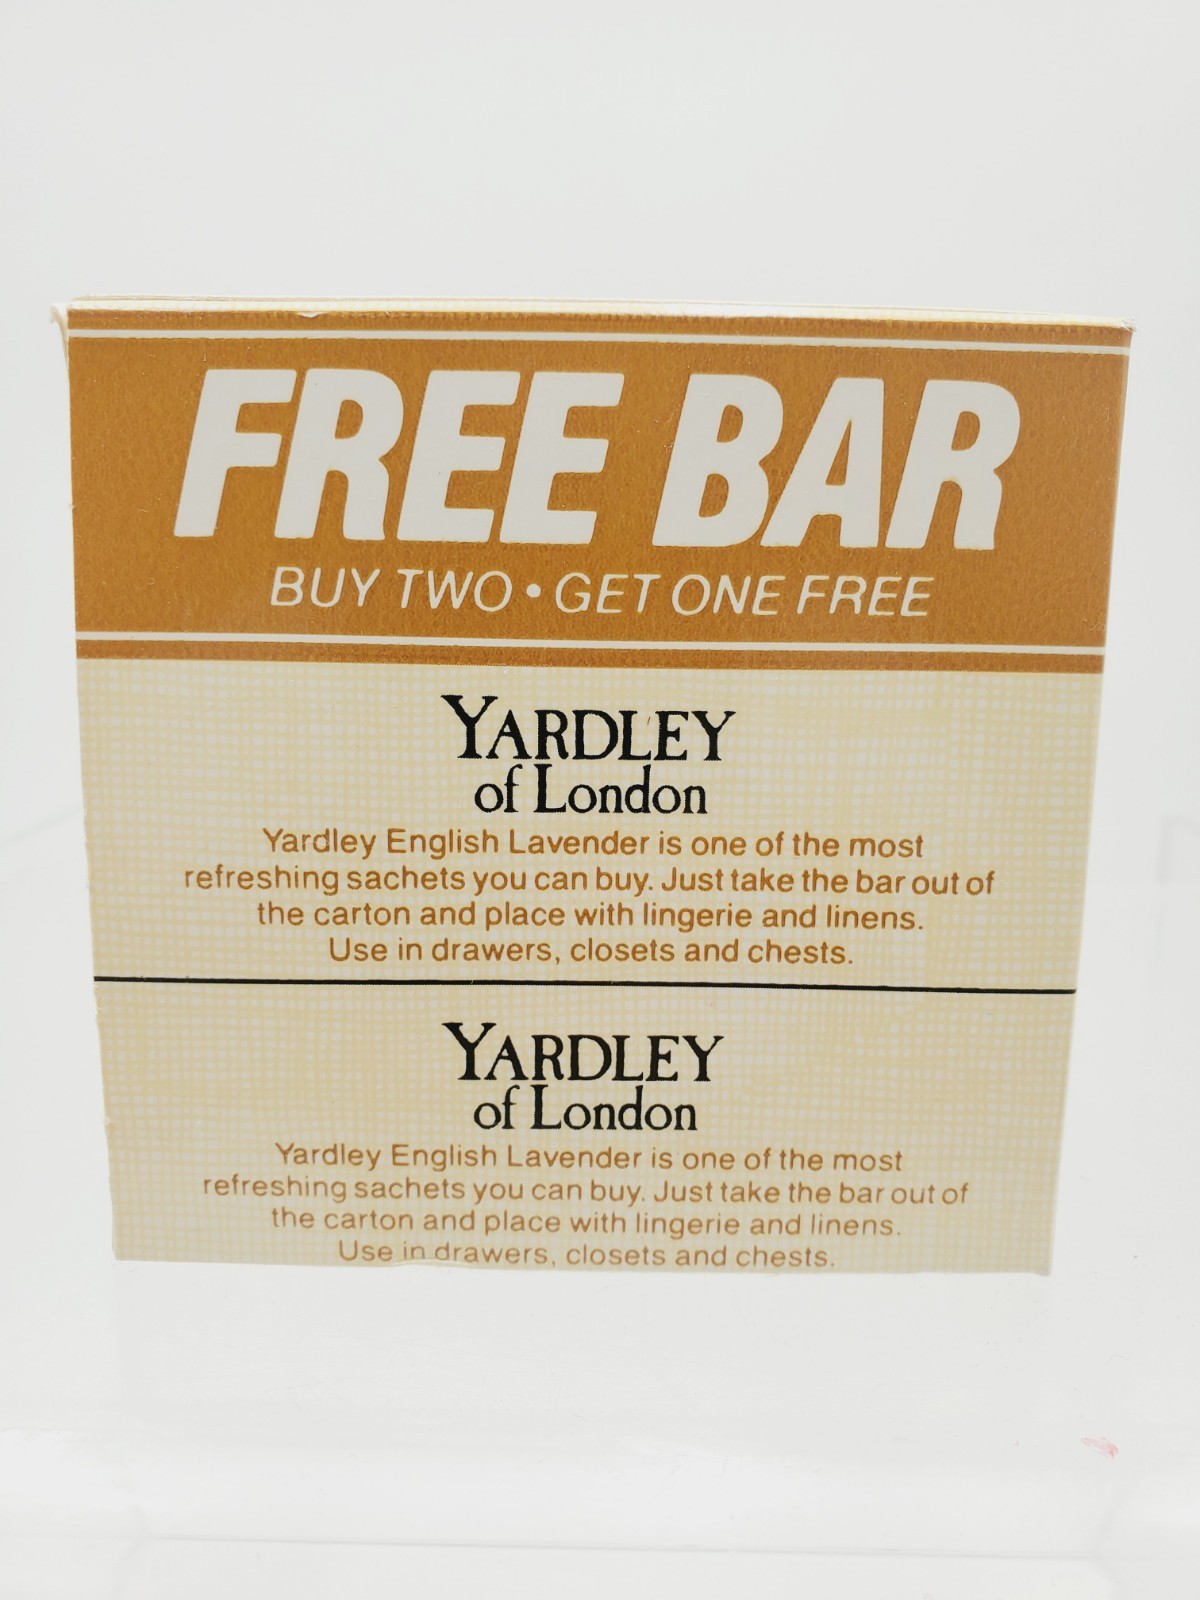 FREE BAR
BUY TWO • GET ONE FREE
YARDLEY
of London
Yardley English Lavender is one of the most
refreshing sachets you can buy. Just take the bar out of
the carton and place with lingerie and linens.
Use in drawers, closets and chests.
YARDLEY
of London
Yardley English Lavender is one of the most
refreshing sachets you can buy. Just take the bar out of
the carton and place with lingerie and linens.
Use in drawers, closets and chests.